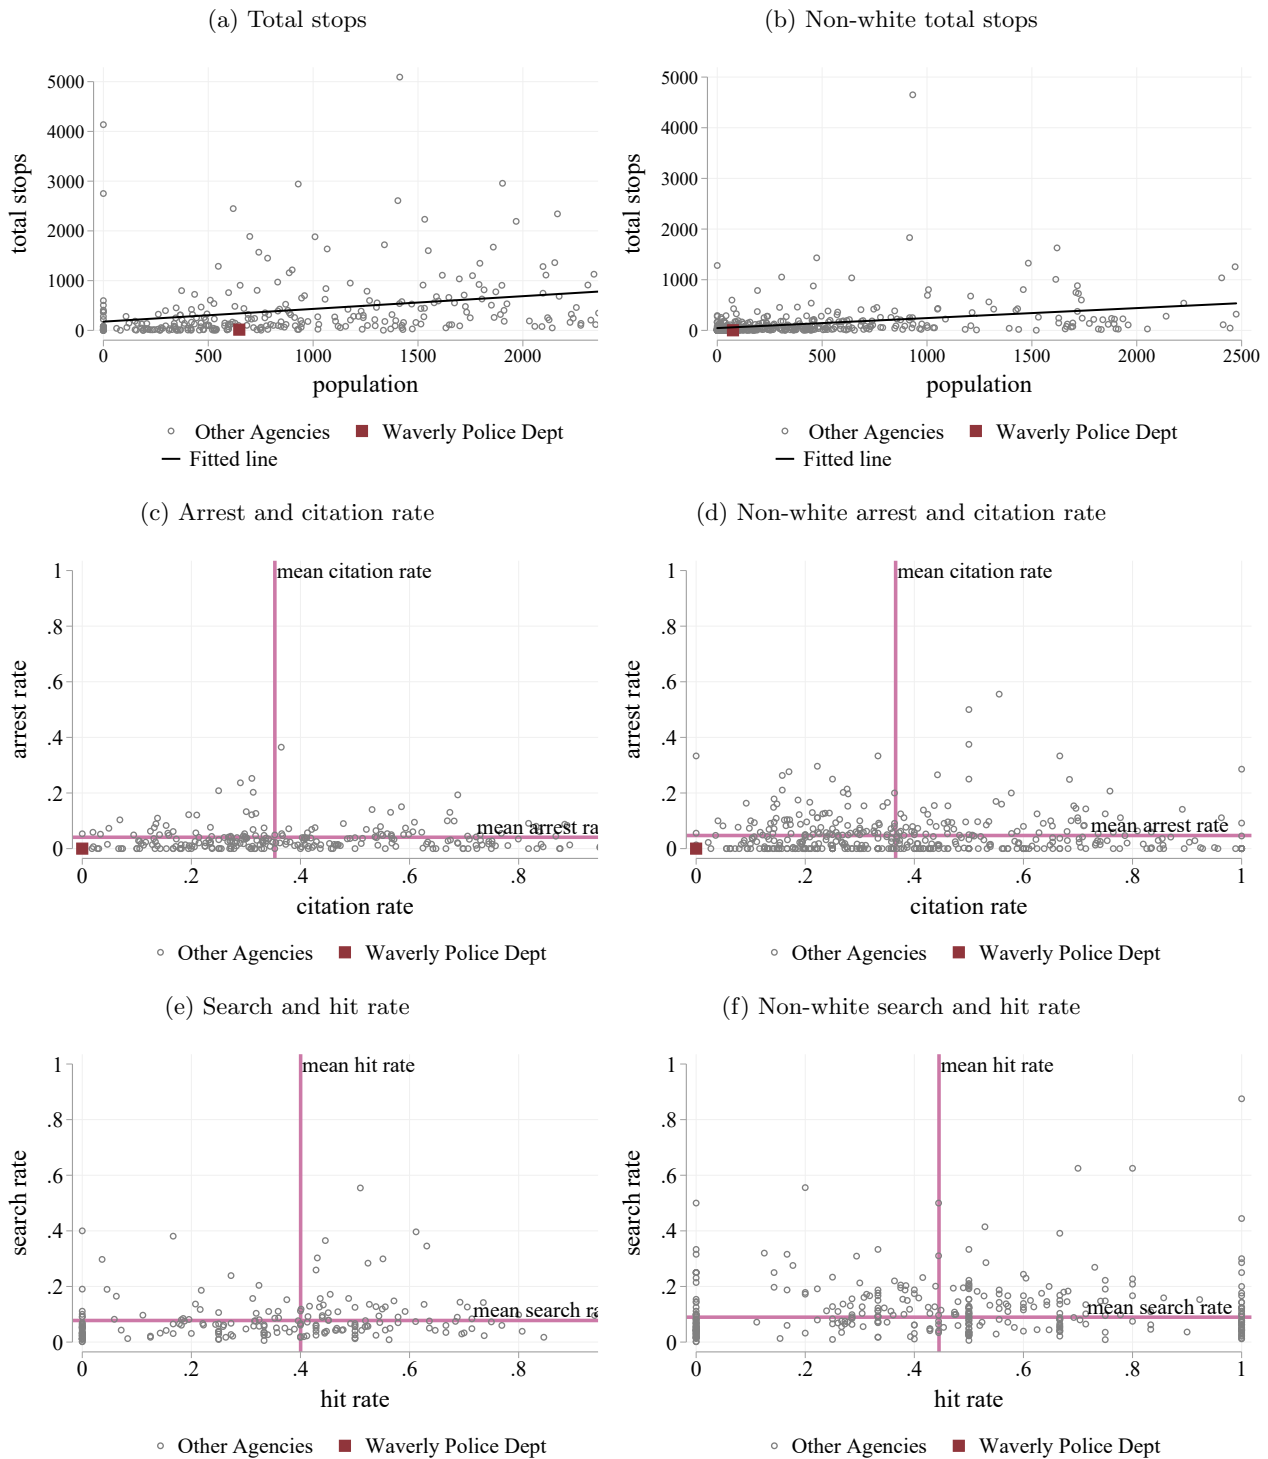 (a) Total stops
(b) Non-white total stops
total stops
5000
4000
3000
2000
1000
0
0 500 1000 1500 2000
population
Other Agencies Waverly Police Dept
Fitted line
total stops
5000
4000
3000
2000
1000
0
0 500 1000 1500 2000 2500
population
Other Agencies Waverly Police Dept
Fitted line
(c) Arrest and citation rate
(d) Non-white arrest and citation rate
arrest rate
1
.8
.6
.4
.2
0
mean citation rate
mean arrest ra
0 .2 .4 .6 .8
citation rate
Other Agencies Waverly Police Dept
arrest rate
1
.8
.6
.4
.2
0
mean citation rate
mean arrest rate
0 .2 .4 .6 .8 1
citation rate
Other Agencies Waverly Police Dept
(e) Search and hit rate
(f) Non-white search and hit rate
search rate
1
.8
.6
.4
.2
0
mean hit rate
mean search ra
0 .2 .4 .6 .8
hit rate
Other Agencies Waverly Police Dept
search rate
1
.8
.6
.4
.2
0
mean hit rate
mean search rate
0 .2 .4 .6 .8 1
hit rate
Other Agencies Waverly Police Dept